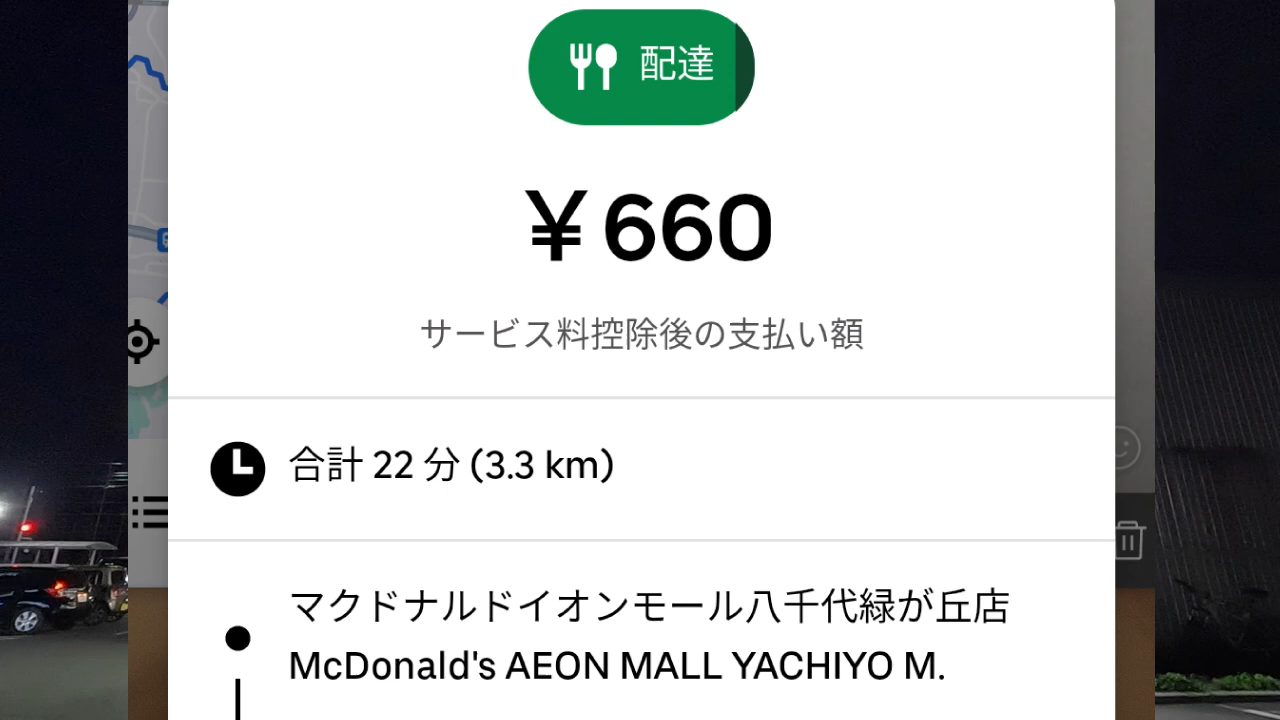 配達
￥660
サービス料控除後の支払い額
合計 22 分 (3.3 km)
マクドナルドイオンモール八千代緑が丘店
McDonald's AEON MALL YACHIYO M.